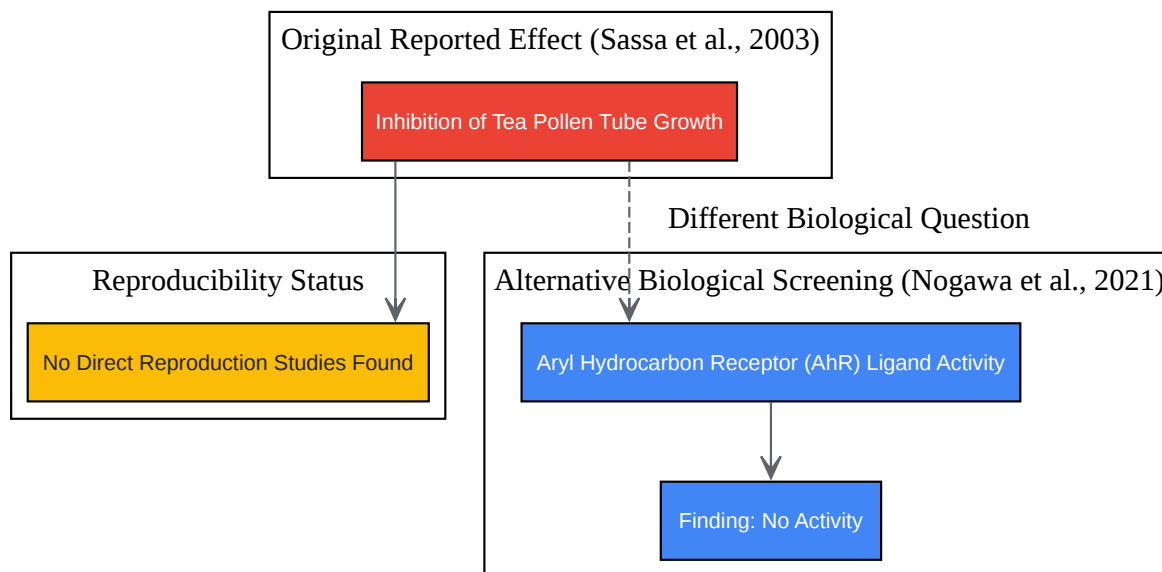 Original Reported Effect (Sassa et al., 2003)
Inhibition of Tea Pollen Tube Growth
Different Biological Question
Reproducibility Status
No Direct Reproduction Studies Found
Alternative Biological Screening (Nogawa et al., 2021)
Aryl Hydrocarbon Receptor (AhR) Ligand Activity
Finding: No Activity